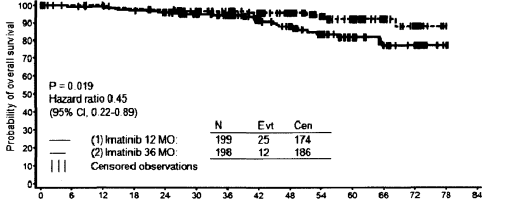 Probability of overall survival
100
90
80
70
60
50
40
30
20
10
0
P = 0.019
Hazard ratio 0.45
(95% CI, 0.22-0.89)
N Evt Cen
(1) Imatinib 12 MO: 199 25 174
(2) Imatinib 36 MO: 198 12 186
Censored observations
0 6 12 18 24 30 36 42 48 54 60 66 72 78 84